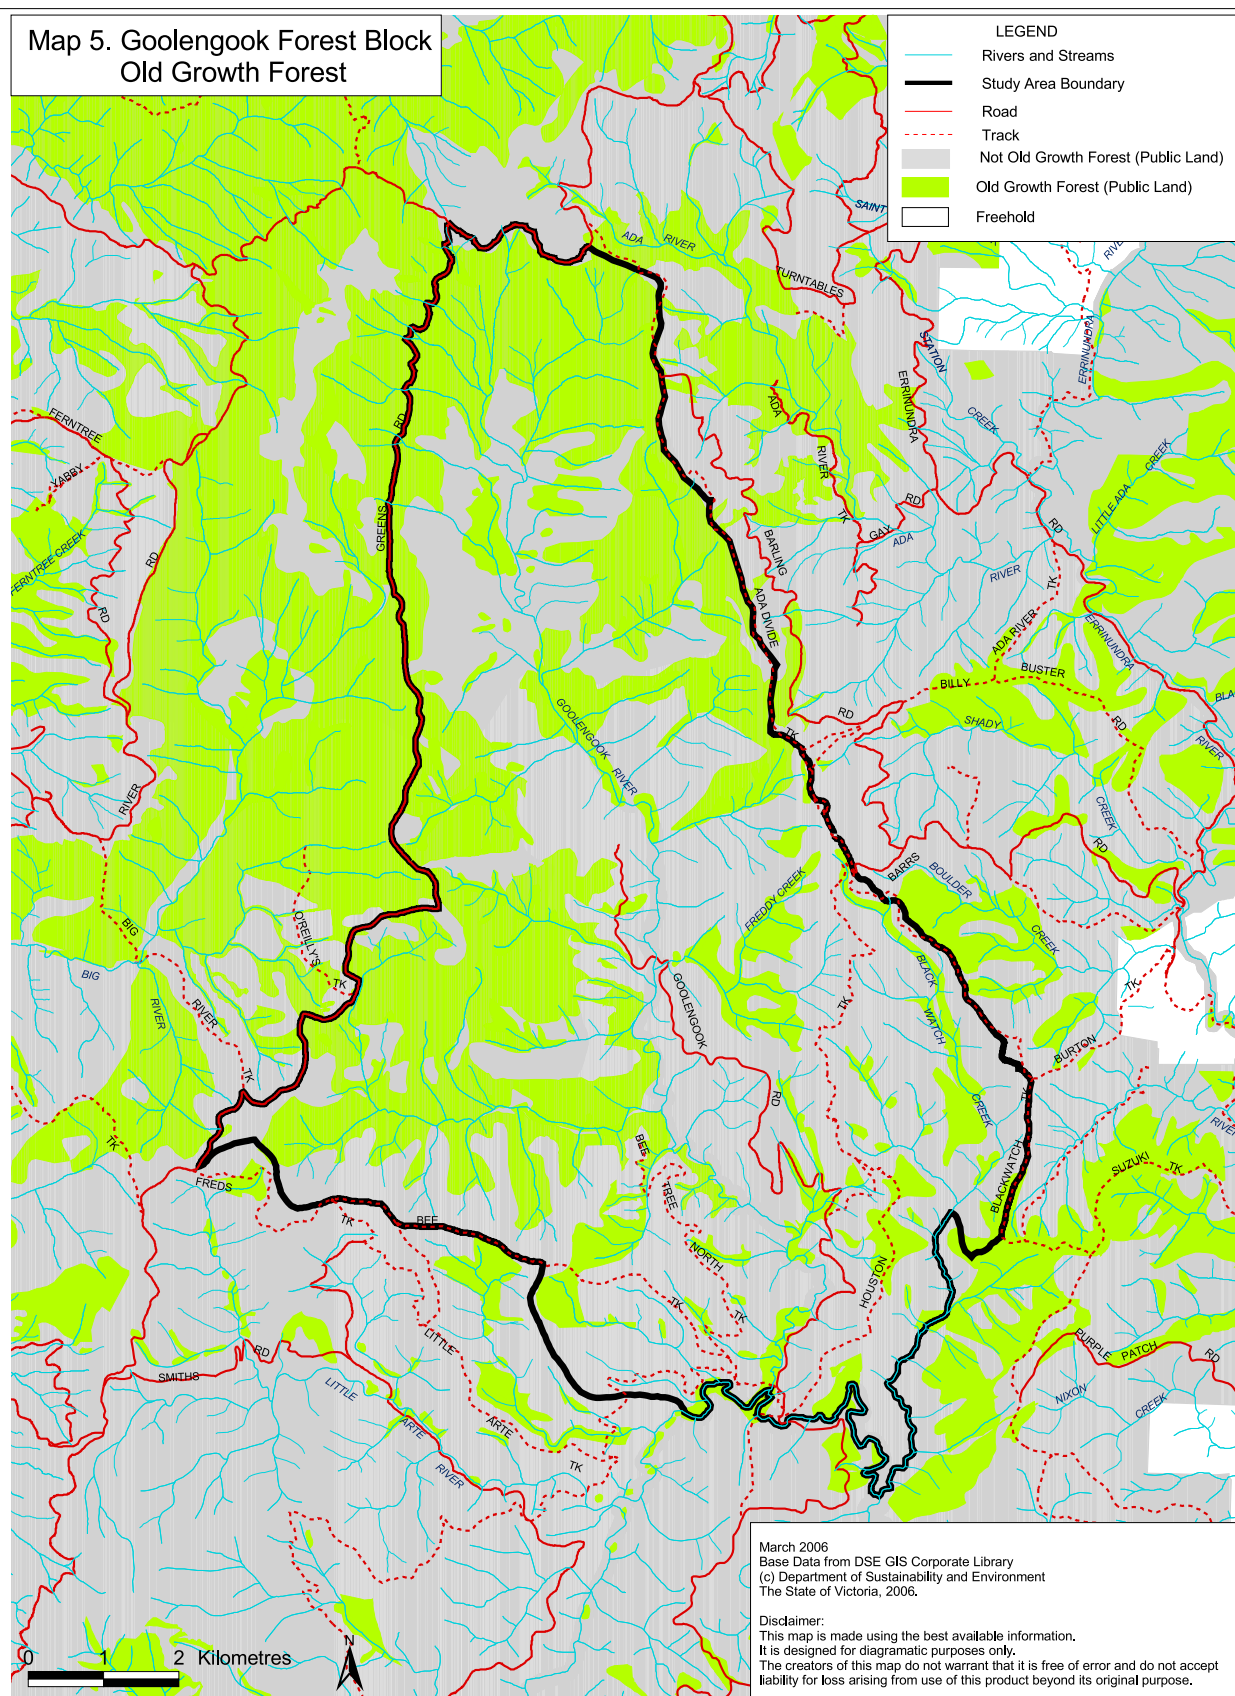 Map 5. Goolengook Forest Block
Old Growth Forest
LEGEND
Rivers and Streams
Study Area Boundary
Road
Track
Not Old Growth Forest (Public Land)
Old Growth Forest (Public Land)
Freehold
SAINT
ADA RIVER
TURNTABLES
ERRINUNDRA
STATION
CREEK
ERRINUNDRA
ADA
RIVER
TK
GAY
RD
ADA
RIVER
LITTLE ADA CREEK
RD
TK
ADA RIVER
ERRINUNDRA
RIVER
FERNTREE
YABBY
FERNTREE CREEK
RD
RD
RIVER
GREENS
RD
BARLING
ADA DIVIDE
TK
RD
BILLY
BUSTER
RD
SHADY
CREEK
GOOLENGOOK
RIVER
BARRS
RD
BOULDER
CREEK
FREDDY CREEK
BLACK
WATCH
CREEK
BIG
RIVER
BIG
RIVER
TK
O'REILLY'S
TK
GOOLENGOOK
RD
TK
HOUSTON
BURTON
TK
TK
BLACKWATCH
SUZUKI
TK
TK
FREDS
TK
BEE
BEE
TREE
NORTH
TK
TK
LITTLE
ARTE
TK
SMITHS
RD
LITTLE
ARTE
RIVER
PURPLE
PATCH
RD
NIXON
CREEK
0 1 2 Kilometres
N
March 2006
Base Data from DSE GIS Corporate Library
(c) Department of Sustainability and Environment
The State of Victoria, 2006.
Disclaimer:
This map is made using the best available information.
It is designed for diagramatic purposes only.
The creators of this map do not warrant that it is free of error and do not accept
liability for loss arising from use of this product beyond its original purpose.